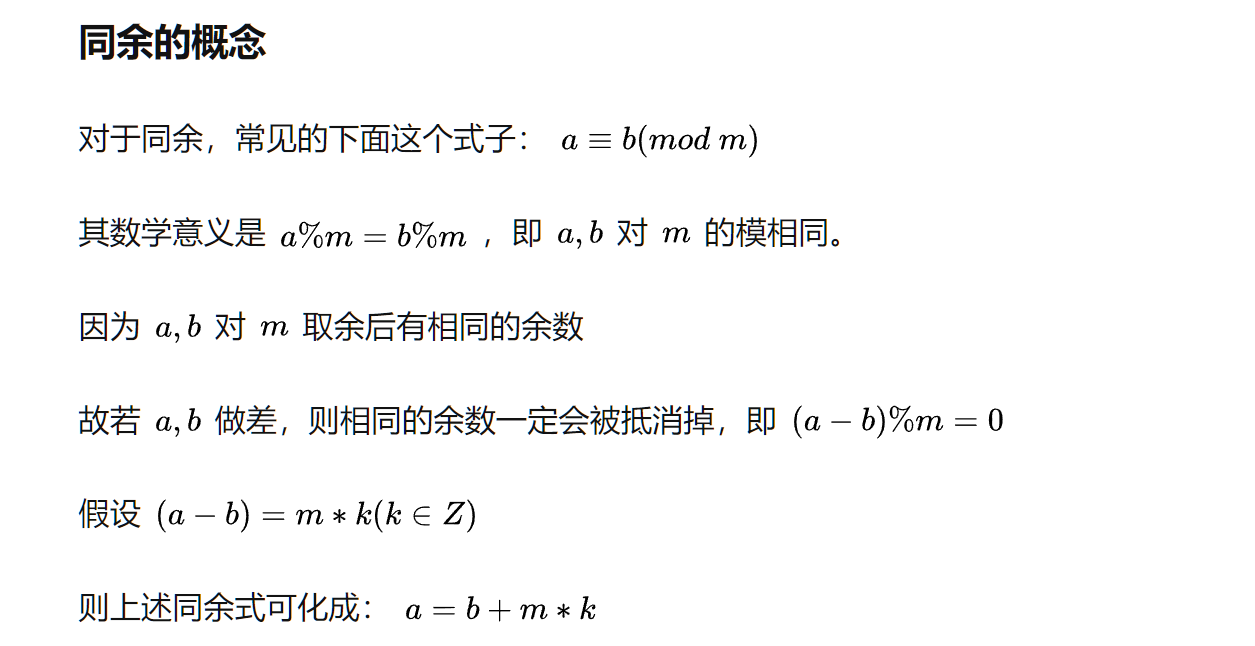 同余的概念
对于同余，常见的下面这个式子： a ≡ b(mod m)
其数学意义是 a%m = b%m ，即 a, b 对 m 的模相同。
因为 a, b 对 m 取余后有相同的余数
故若 a, b 做差，则相同的余数一定会被抵消掉，即 (a − b)%m = 0
假设 (a − b) = m ∗ k(k ∈ Z)
则上述同余式可化成： a = b + m ∗ k